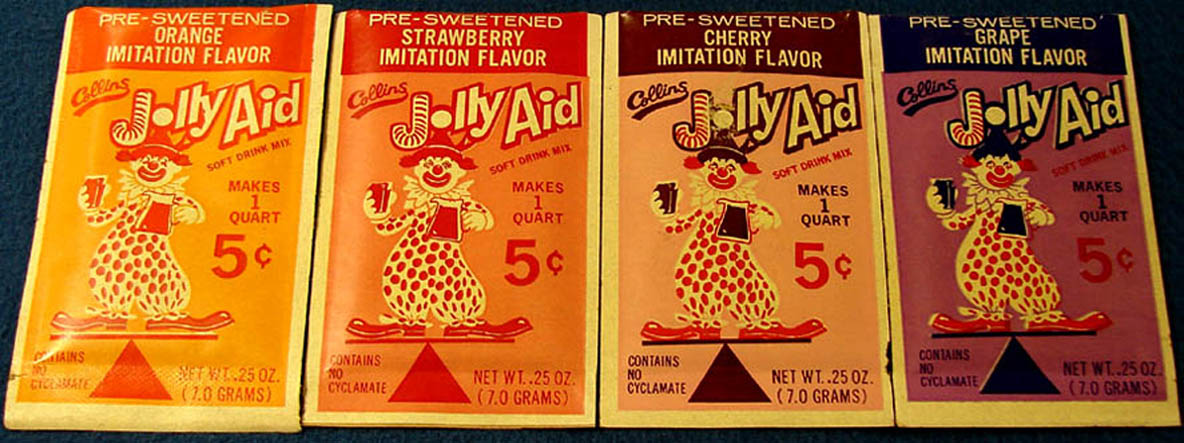 PRE-SWEETENED
ORANGE
IMITATION FLAVOR
Collins
Jolly Aid
SOFT DRINK MIX
MAKES
1
QUART
5¢
CONTAINS
NO
CYCLAMATE
NET WT. .25 OZ.
(7.0 GRAMS)
PRE-SWEETENED
STRAWBERRY
IMITATION FLAVOR
Collins
Jolly Aid
SOFT DRINK MIX
MAKES
1
QUART
5¢
CONTAINS
NO
CYCLAMATE
NET WT. .25 OZ.
(7.0 GRAMS)
PRE-SWEETENED
CHERRY
IMITATION FLAVOR
Collins
Jolly Aid
SOFT DRINK MIX
MAKES
1
QUART
5¢
CONTAINS
NO
CYCLAMATE
NET WT. .25 OZ.
(7.0 GRAMS)
PRE-SWEETENED
GRAPE
IMITATION FLAVOR
Collins
Jolly Aid
SOFT DRINK MIX
MAKES
1
QUART
5¢
CONTAINS
NO
CYCLAMATE
NET WT. .25 OZ.
(7.0 GRAMS)